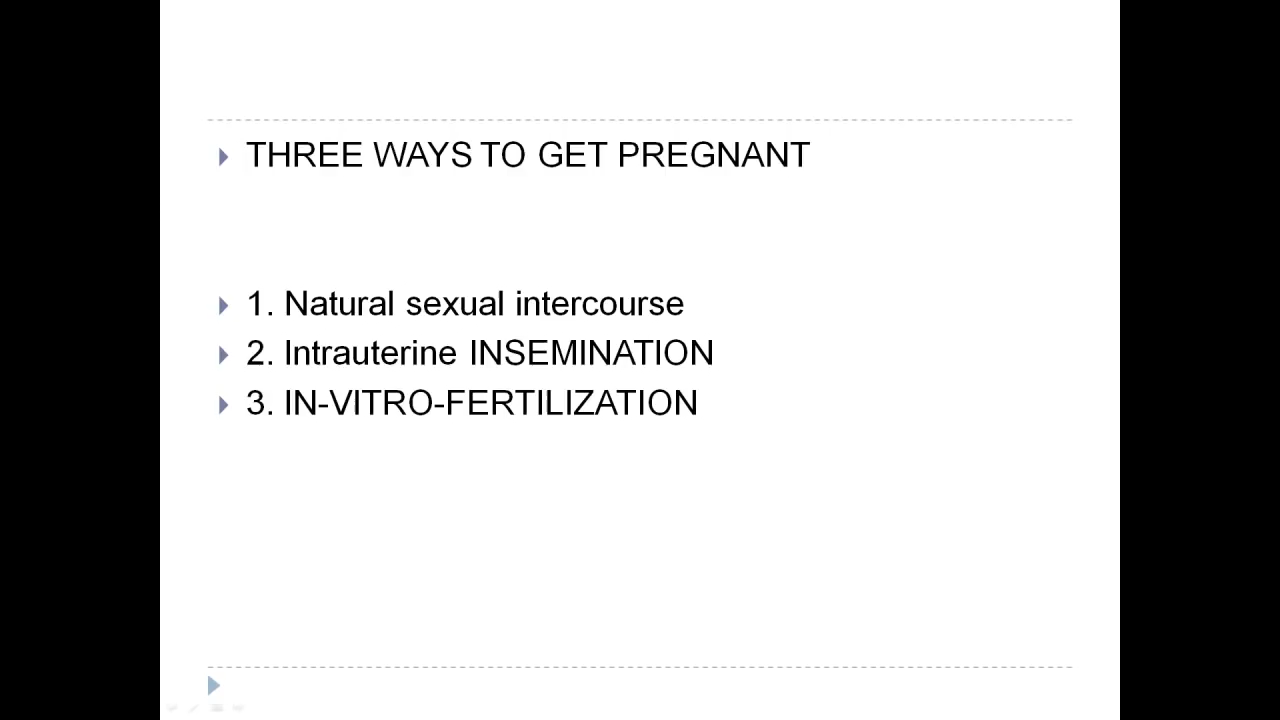 THREE WAYS TO GET PREGNANT
1. Natural sexual intercourse
2. Intrauterine INSEMINATION
3. IN-VITRO-FERTILIZATION